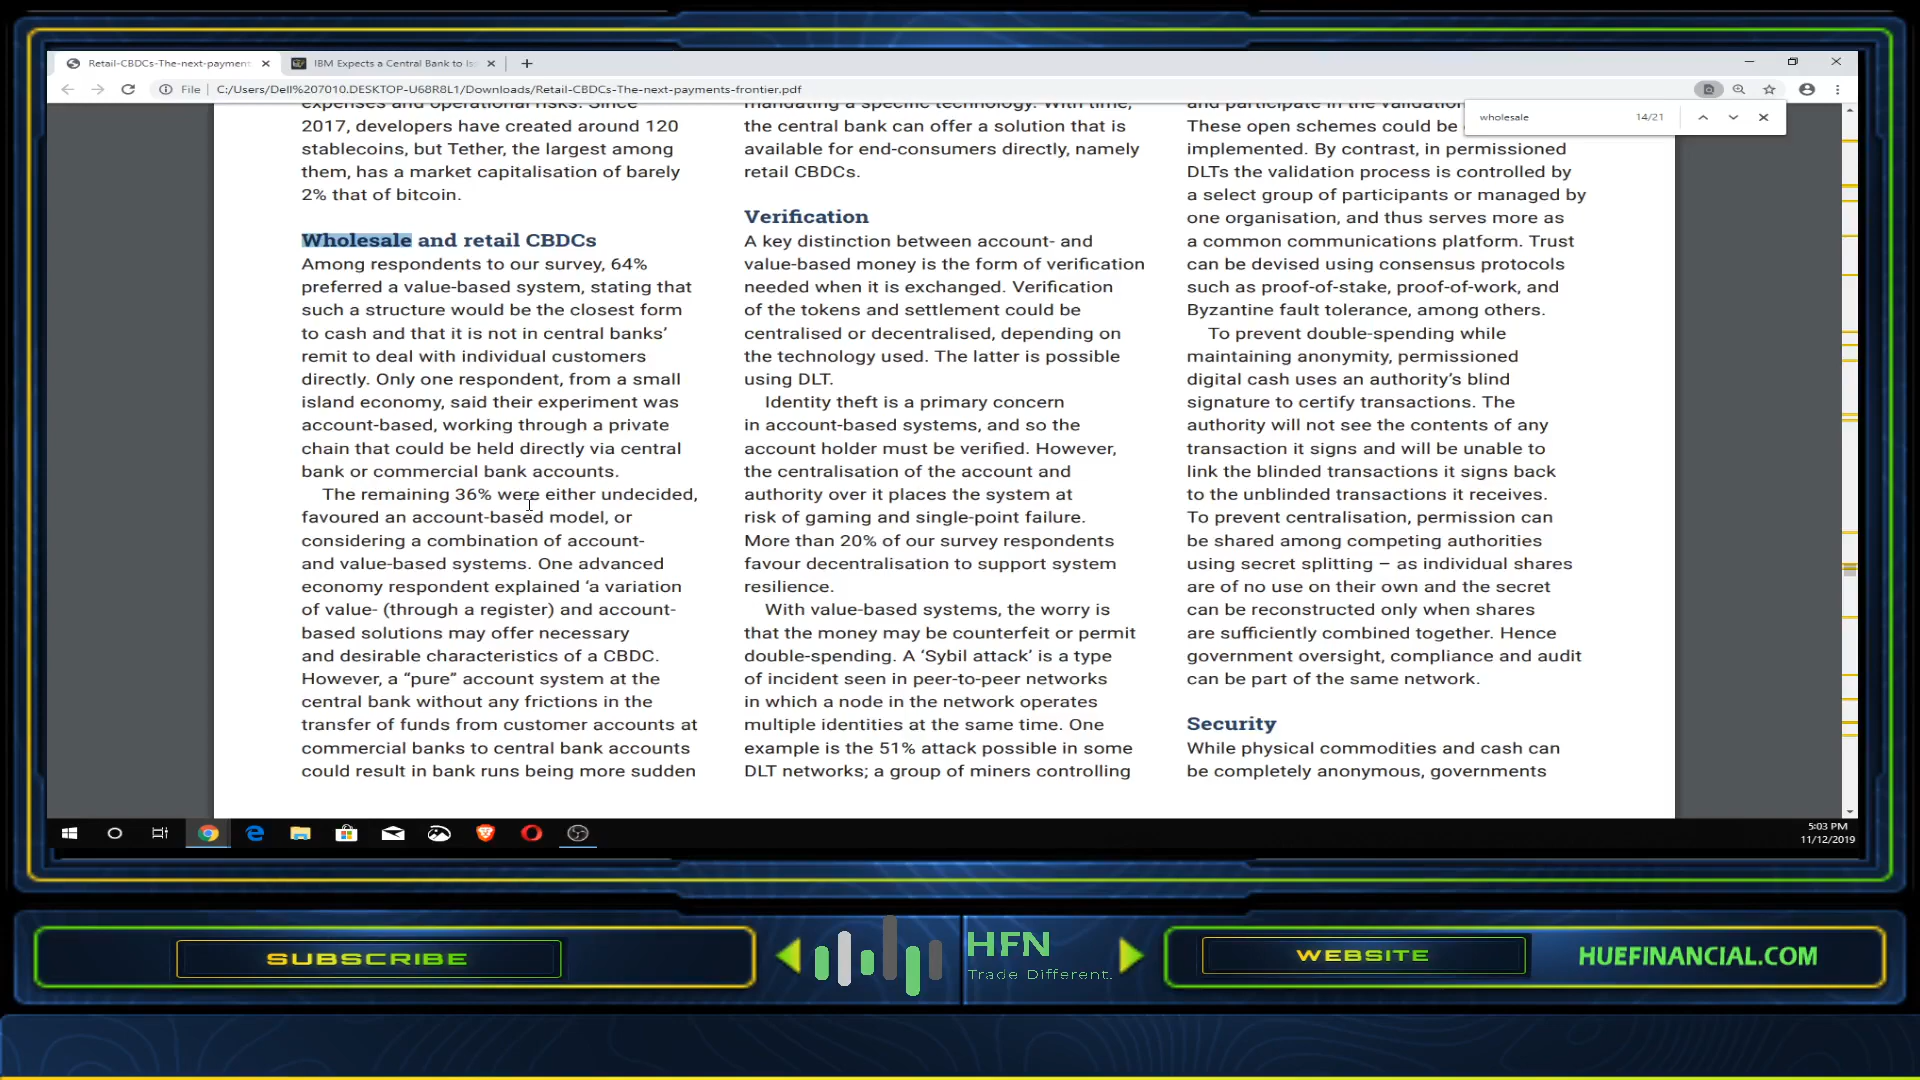 Retail-CBDCs-The-next-payment
IBM Expects a Central Bank to Is
File
C:/Users/Dell%207010.DESKTOP-U68R8L1/Downloads/Retail-CBDCs-The-next-payments-frontier.pdf
wholesale 14/21
expenses and operational risks. Since
2017, developers have created around 120
stablecoins, but Tether, the largest among
them, has a market capitalisation of barely
2% that of bitcoin.
Wholesale and retail CBDCs
Among respondents to our survey, 64%
preferred a value-based system, stating that
such a structure would be the closest form
to cash and that it is not in central banks’
remit to deal with individual customers
directly. Only one respondent, from a small
island economy, said their experiment was
account-based, working through a private
chain that could be held directly via central
bank or commercial bank accounts.
The remaining 36% were either undecided,
favoured an account-based model, or
considering a combination of account-
and value-based systems. One advanced
economy respondent explained ‘a variation
of value- (through a register) and account-
based solutions may offer necessary
and desirable characteristics of a CBDC.
However, a “pure” account system at the
central bank without any frictions in the
transfer of funds from customer accounts at
commercial banks to central bank accounts
could result in bank runs being more sudden
mandating a specific technology. With time,
the central bank can offer a solution that is
available for end-consumers directly, namely
retail CBDCs.
Verification
A key distinction between account- and
value-based money is the form of verification
needed when it is exchanged. Verification
of the tokens and settlement could be
centralised or decentralised, depending on
the technology used. The latter is possible
using DLT.
Identity theft is a primary concern
in account-based systems, and so the
account holder must be verified. However,
the centralisation of the account and
authority over it places the system at
risk of gaming and single-point failure.
More than 20% of our survey respondents
favour decentralisation to support system
resilience.
With value-based systems, the worry is
that the money may be counterfeit or permit
double-spending. A ‘Sybil attack’ is a type
of incident seen in peer-to-peer networks
in which a node in the network operates
multiple identities at the same time. One
example is the 51% attack possible in some
DLT networks; a group of miners controlling
and participate in the validation
These open schemes could be
implemented. By contrast, in permissioned
DLTs the validation process is controlled by
a select group of participants or managed by
one organisation, and thus serves more as
a common communications platform. Trust
can be devised using consensus protocols
such as proof-of-stake, proof-of-work, and
Byzantine fault tolerance, among others.
To prevent double-spending while
maintaining anonymity, permissioned
digital cash uses an authority’s blind
signature to certify transactions. The
authority will not see the contents of any
transaction it signs and will be unable to
link the blinded transactions it signs back
to the unblinded transactions it receives.
To prevent centralisation, permission can
be shared among competing authorities
using secret splitting – as individual shares
are of no use on their own and the secret
can be reconstructed only when shares
are sufficiently combined together. Hence
government oversight, compliance and audit
can be part of the same network.
Security
While physical commodities and cash can
be completely anonymous, governments
5:03 PM
11/12/2019
SUBSCRIBE
HFN
Trade Different.
WEBSITE
HUEFINANCIAL.COM